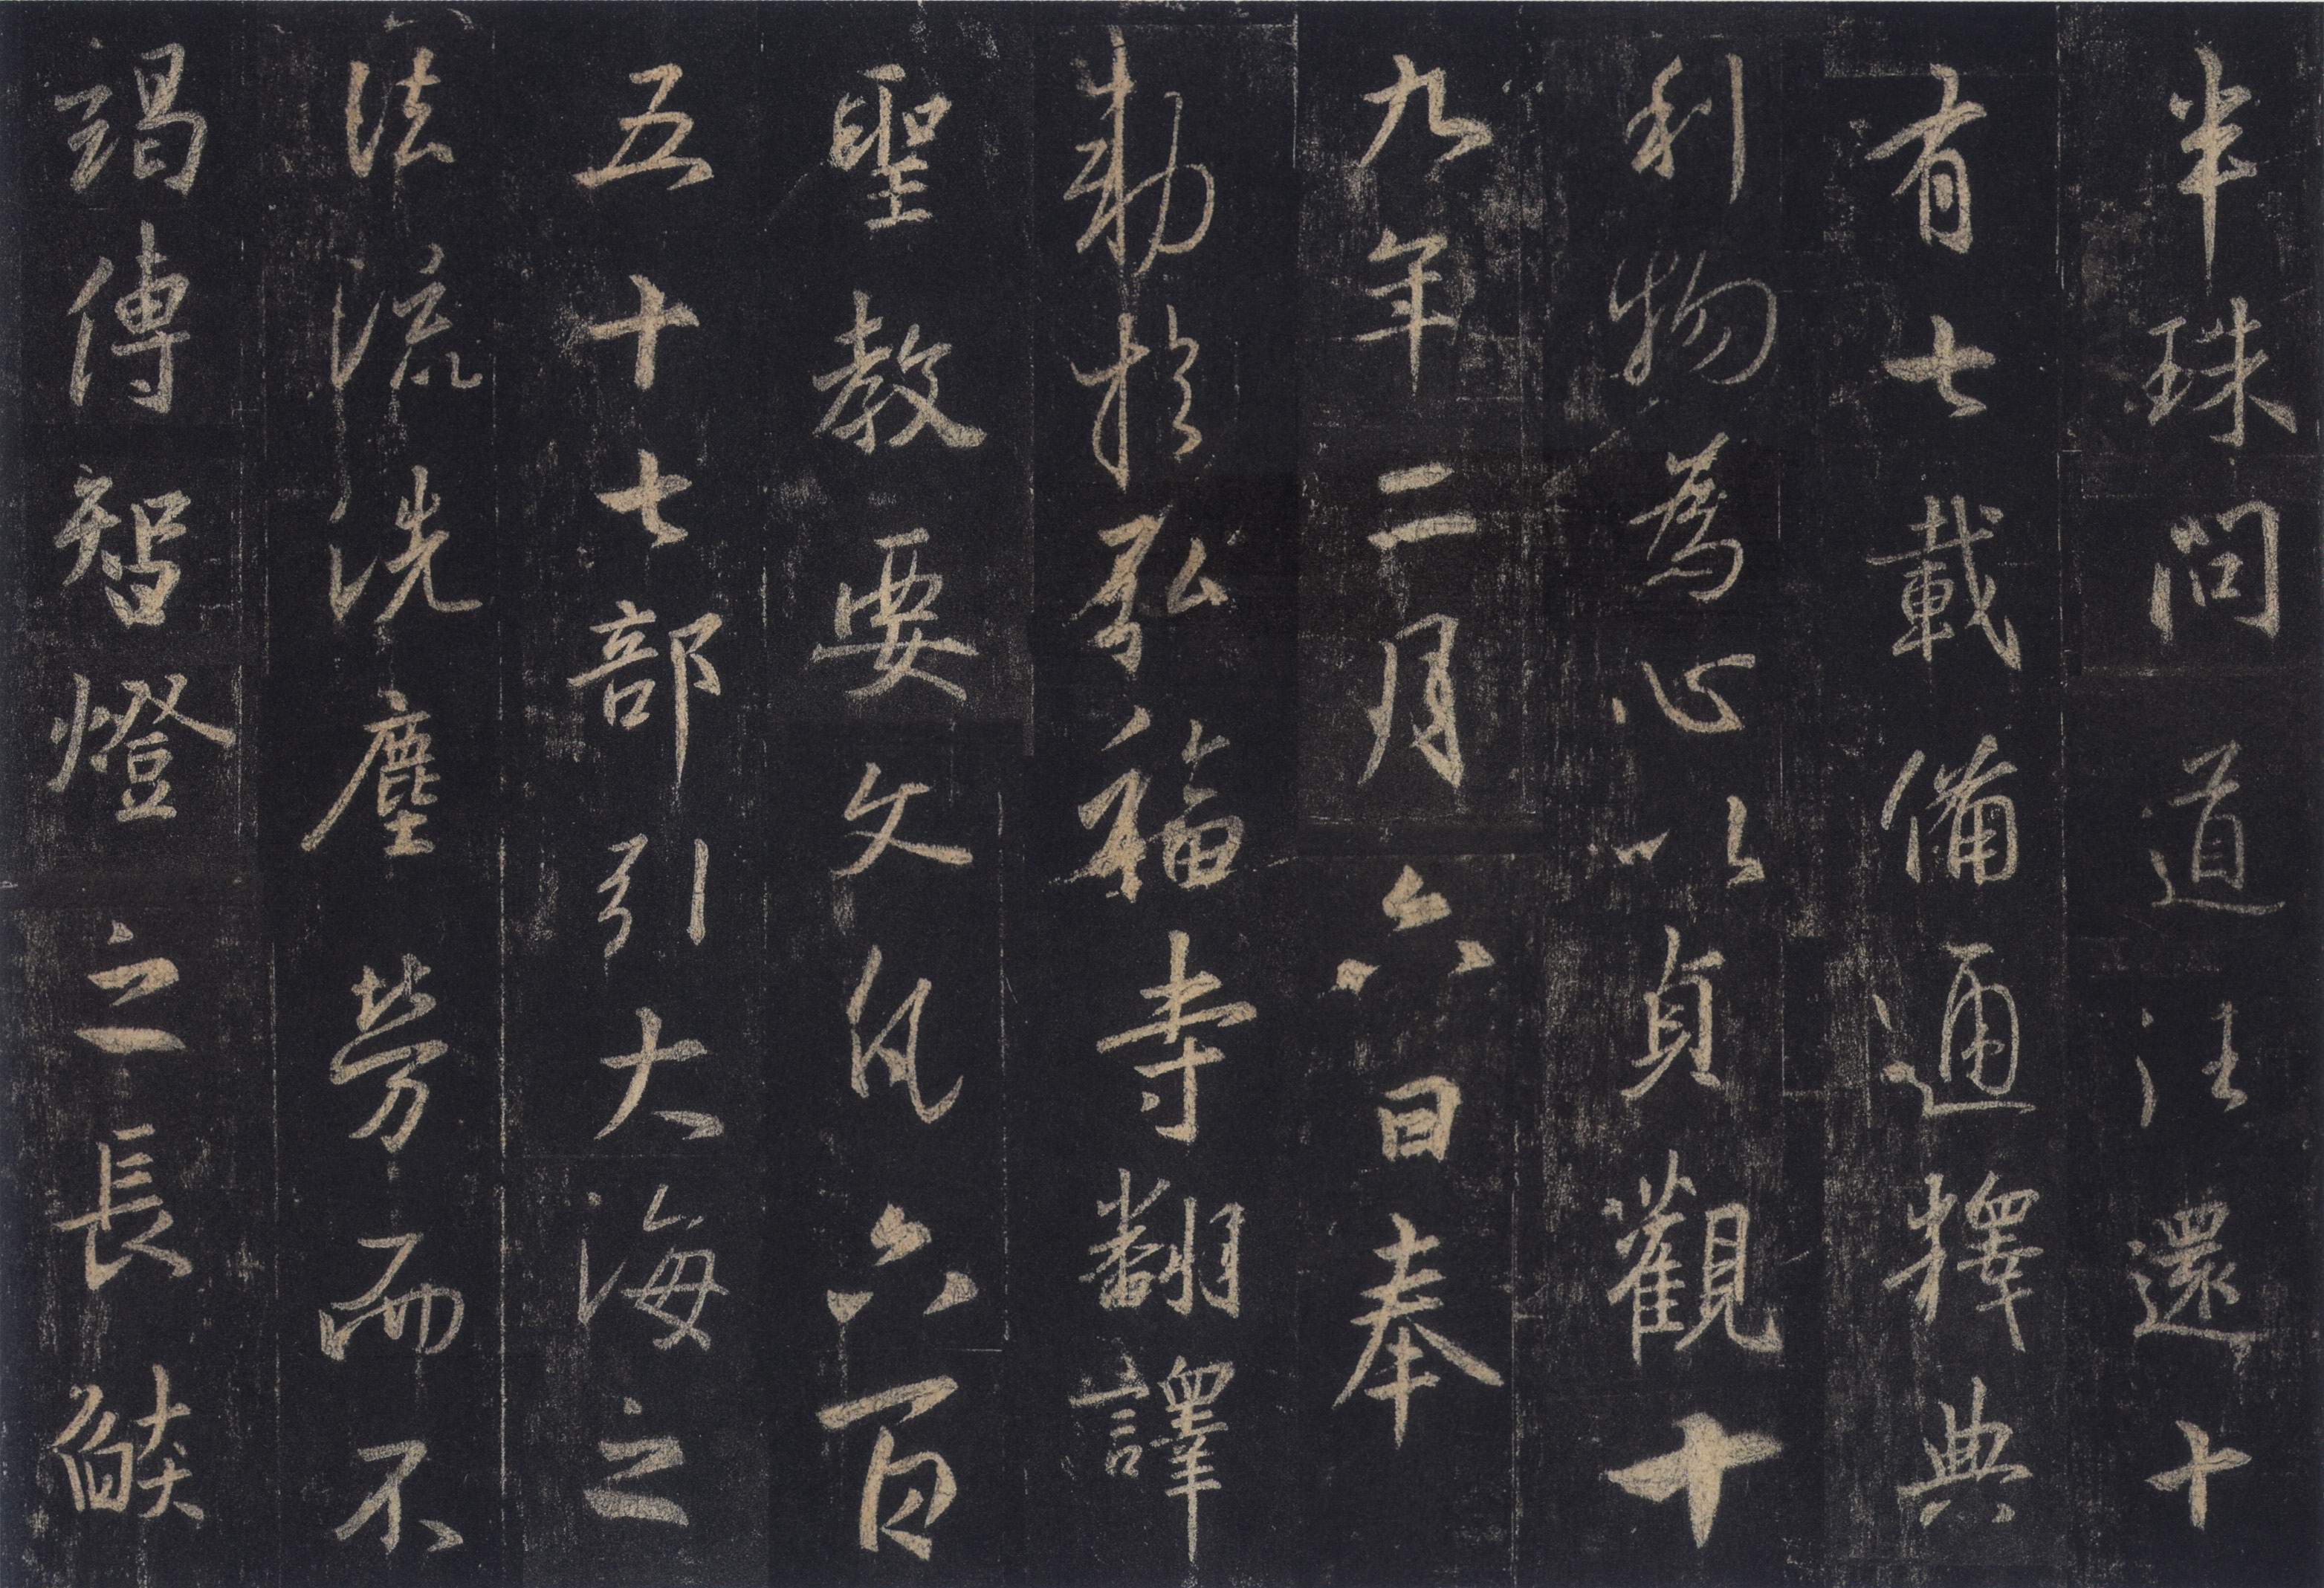 半珠問道往還十
有七載備通釋典
利物為心以貞觀十
九年二月六日奉
勅於弘福寺翻譯
聖教要文凡六百
五十七部引大海之
法流洗塵勞而不
竭傳智燈之長焰